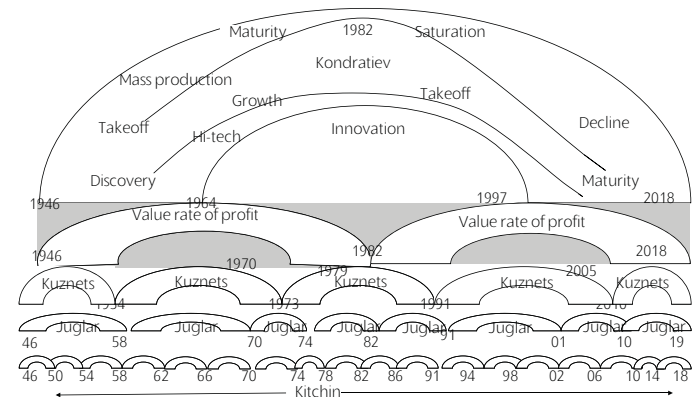 Maturity 1982 Saturation
Kondratiev
Mass production
Growth Takeoff
Takeoff Hi-tech Innovation Decline
Discovery Maturity
1946 1964 1997 2018
Value rate of profit Value rate of profit
1946 1970 1979 1982 2005 2018
Kuznets Kuznets Kuznets Kuznets Kuznets
1954 1973 1991 2010
Juglar Juglar Juglar Juglar Juglar Juglar Juglar Juglar
46 58 70 74 82 91 01 10 19
46 50 54 58 62 66 70 74 78 82 86 91 94 98 02 06 10 14 18
Kitchin